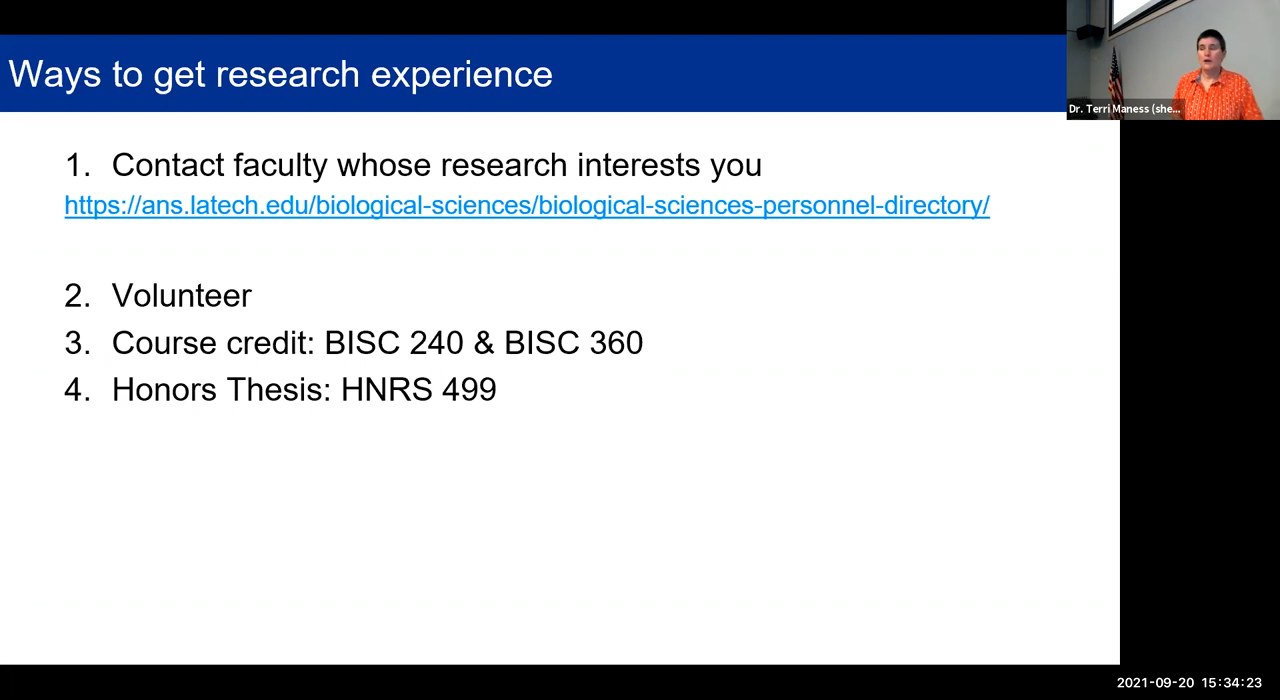 Ways to get research experience
Dr. Terri Maness (she...
1. Contact faculty whose research interests you
https://ans.latech.edu/biological-sciences/biological-sciences-personnel-directory/
2. Volunteer
3. Course credit: BISC 240 & BISC 360
4. Honors Thesis: HNRS 499
2021-09-20 15:34:23